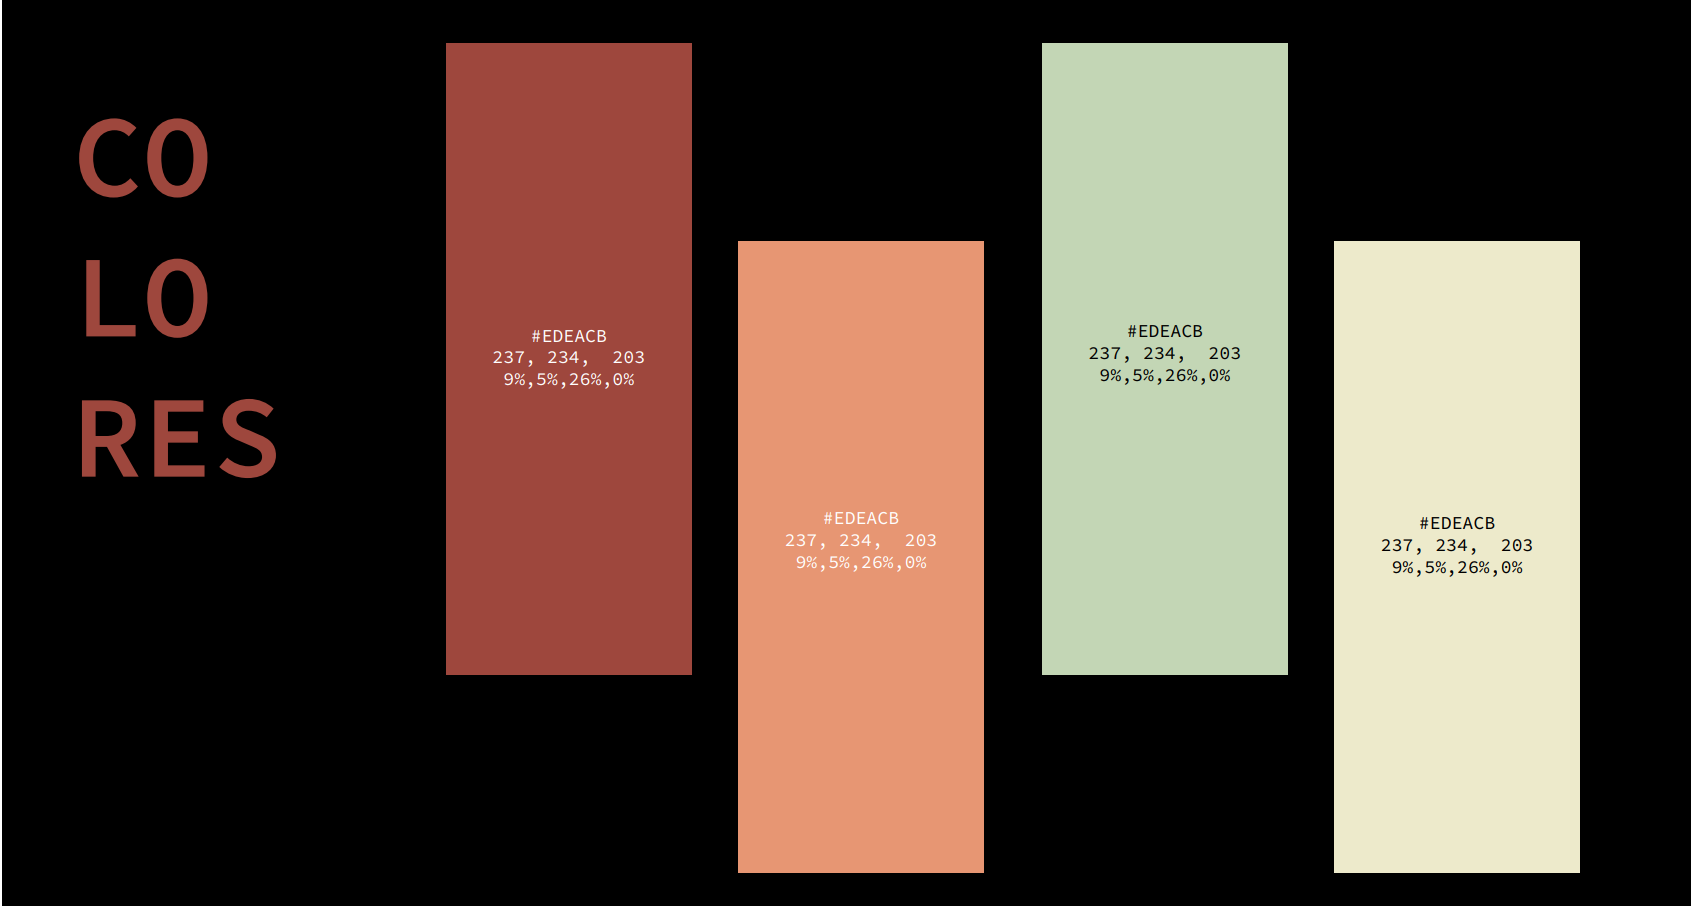 CO
LO
RES
#EDEACB
237, 234,  203
9%,5%,26%,0%
#EDEACB
237, 234,  203
9%,5%,26%,0%
#EDEACB
237, 234,  203
9%,5%,26%,0%
#EDEACB
237, 234,  203
9%,5%,26%,0%